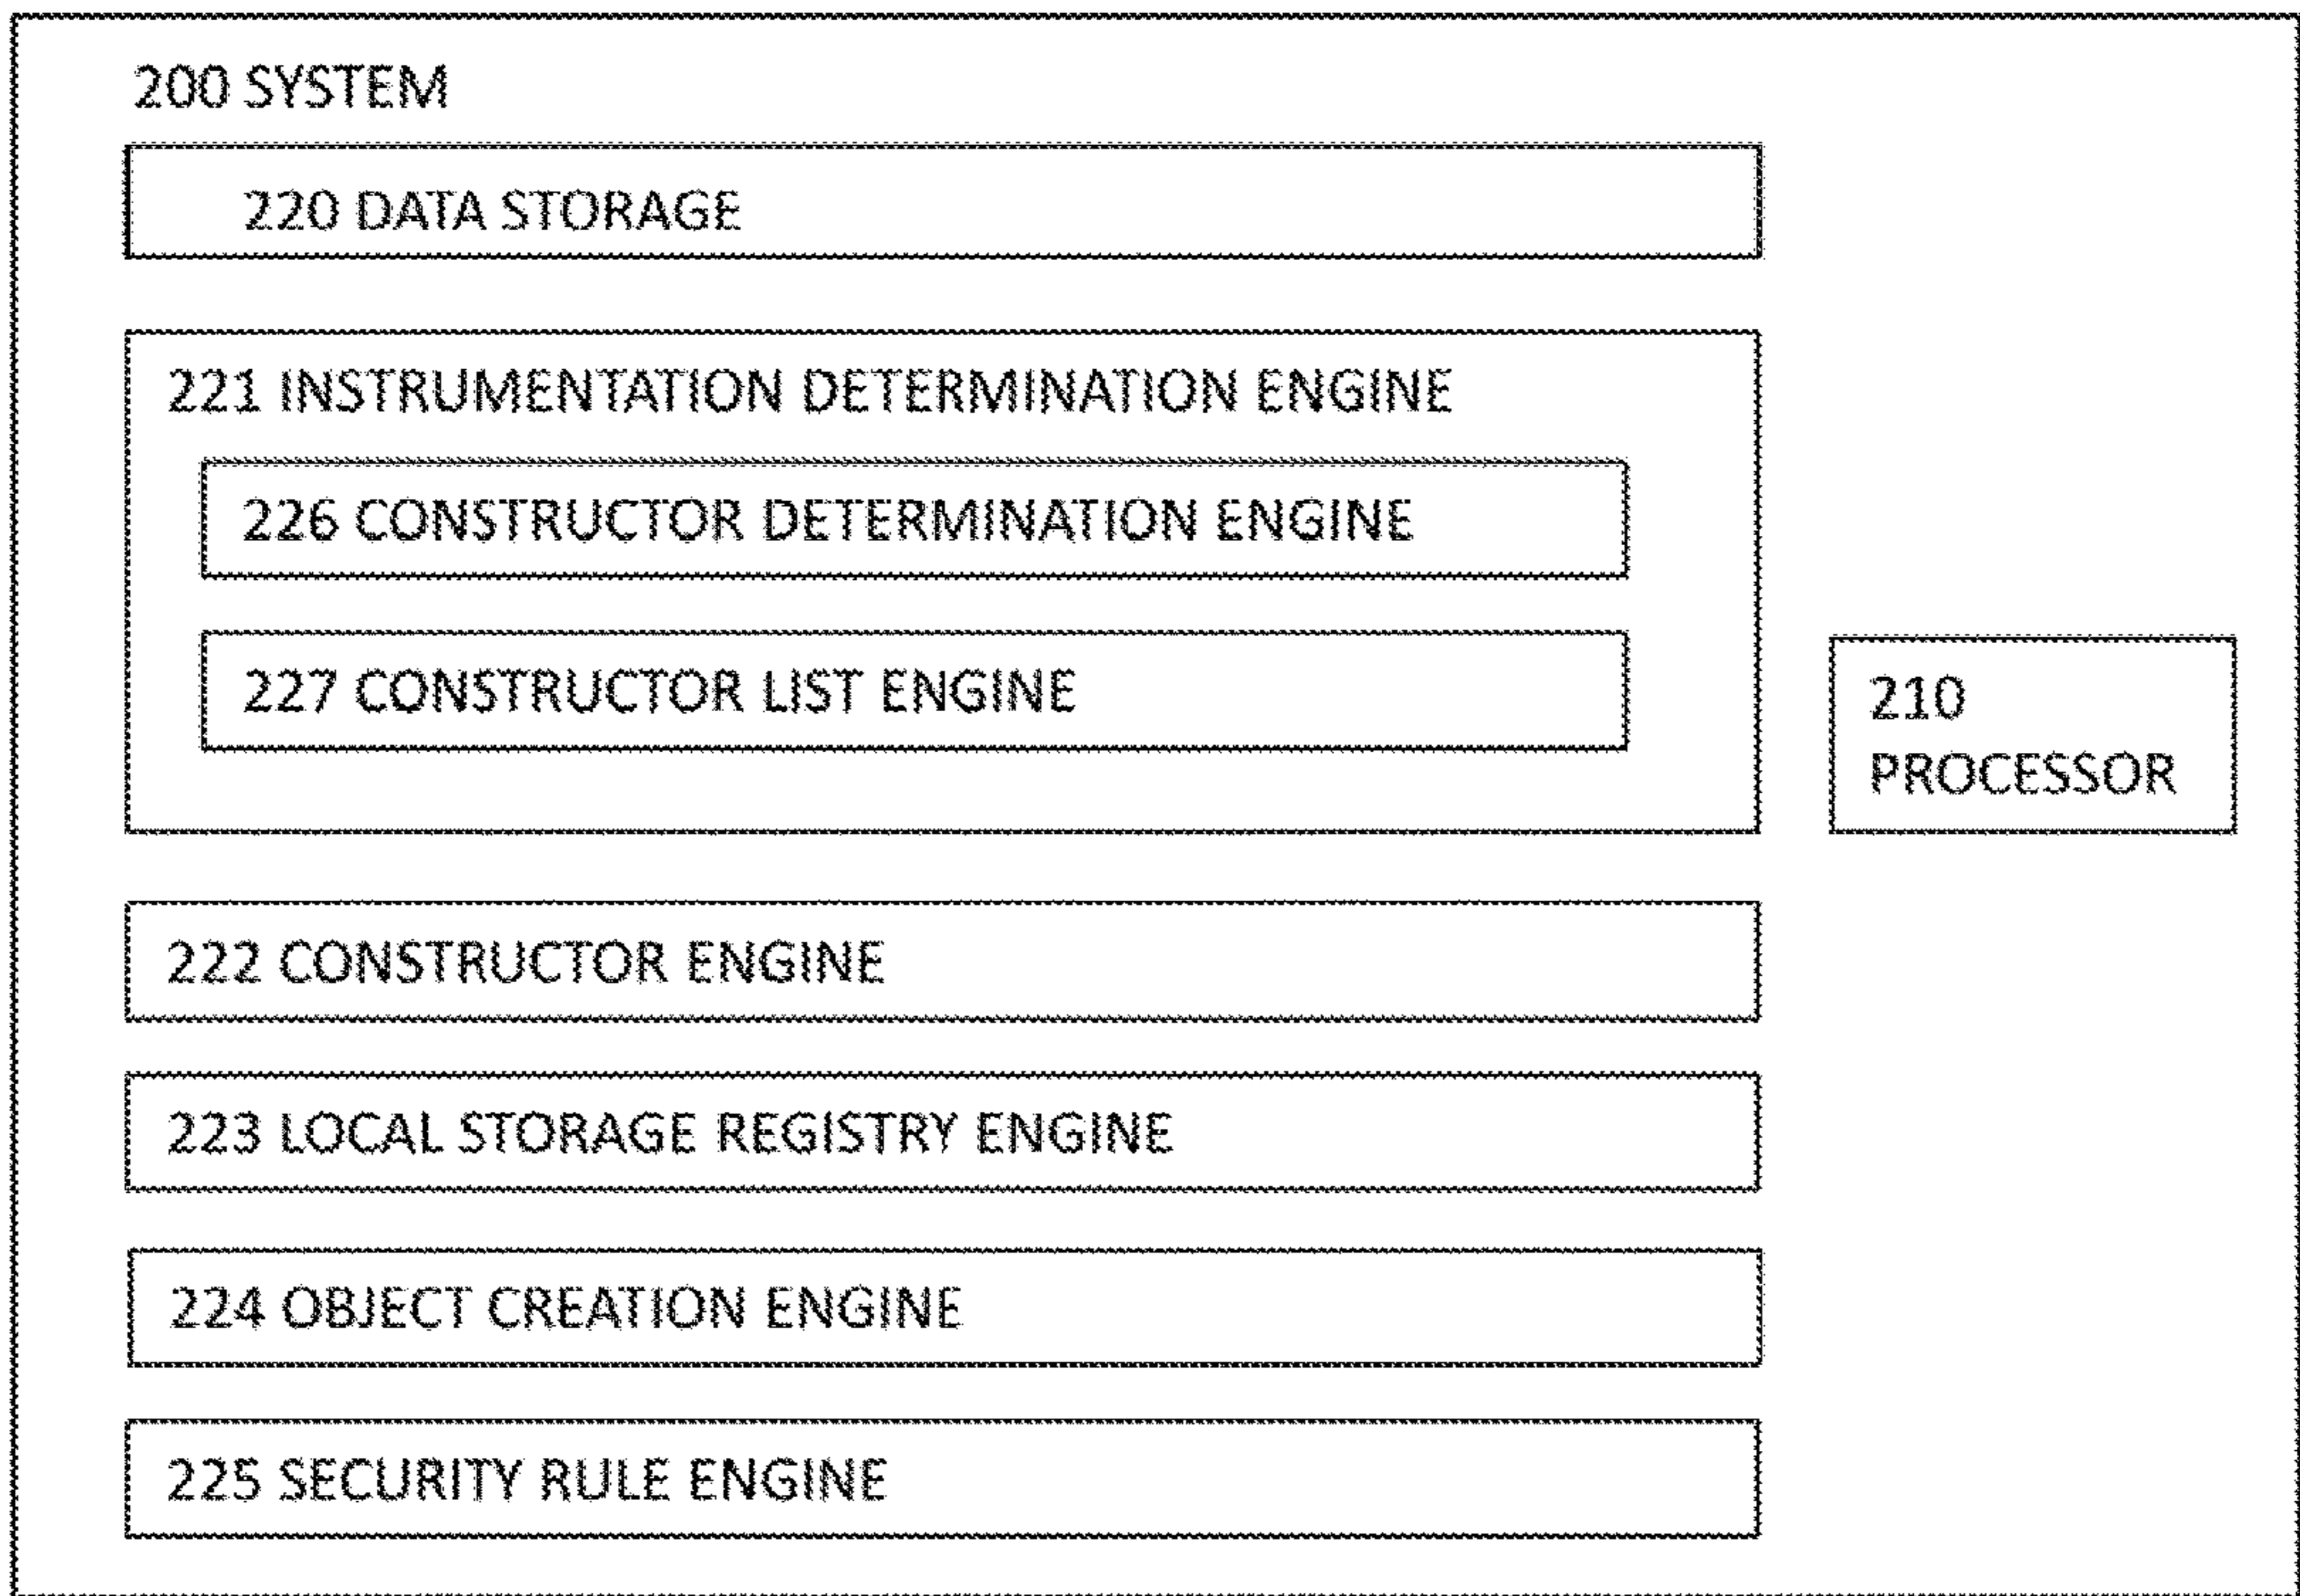 200 SYSTEM
220 DATA STORAGE
221 INSTRUMENTATION DETERMINATION ENGINE
226 CONSTRUCTOR DETERMINATION ENGINE
227 CONSTRUCTOR LIST ENGINE
210
PROCESSOR
222 CONSTRUCTOR ENGINE
223 LOCAL STORAGE REGISTRY ENGINE
224 OBJECT CREATION ENGINE
225 SECURITY RULE ENGINE